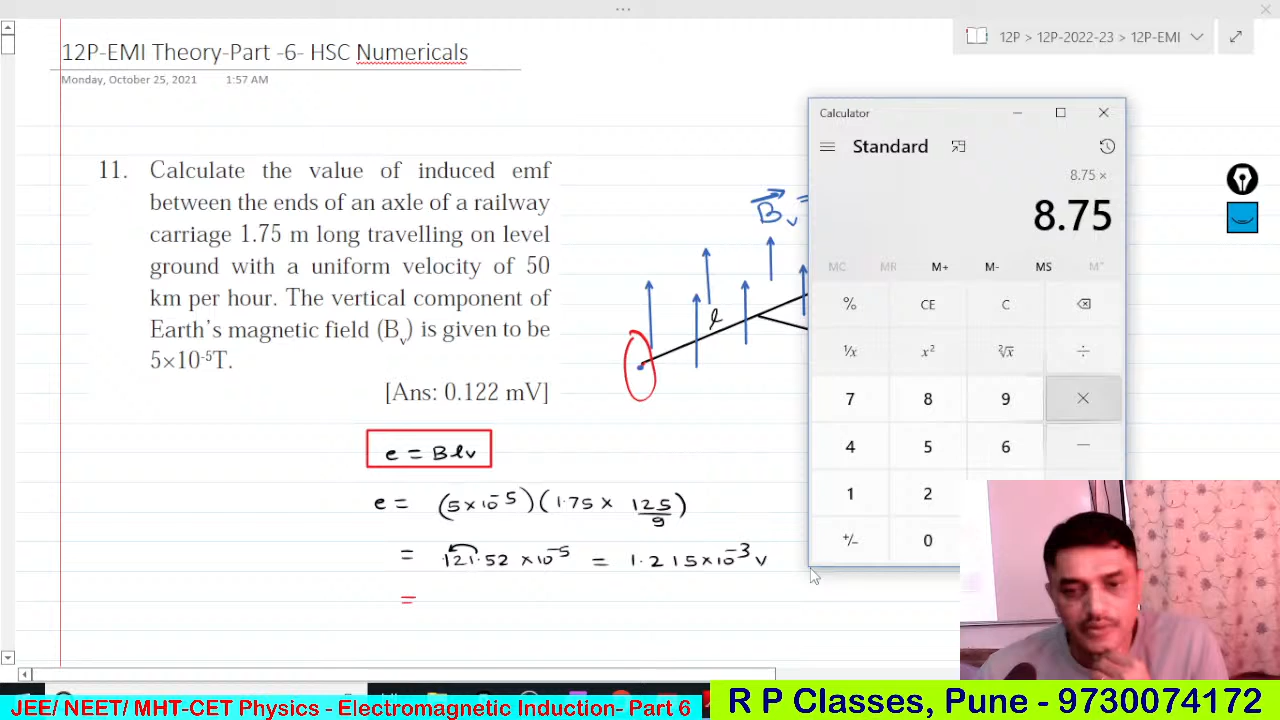 12P > 12P-2022-23 > 12P-EMI
12P-EMI Theory-Part -6- HSC Numericals
Monday, October 25, 2021 1:57 AM
11. Calculate the value of induced emf
between the ends of an axle of a railway
carriage 1.75 m long travelling on level
ground with a uniform velocity of 50
km per hour. The vertical component of
Earth's magnetic field (Bv) is given to be
5×10-5T.
[Ans: 0.122 mV]
Bv =
l
e = Blv
e = (5×10-5)(1.75 × 125/9)
= 121.52 ×10-5 = 1.215×10-3 v
=
Calculator
Standard
8.75 ×
8.75
MC MR M+ M- MS M˅
% CE C
1/x x2 2√x ÷
7 8 9 ×
4 5 6 −
1 2
+/- 0
JEE/ NEET/ MHT-CET Physics - Electromagnetic Induction- Part 6
R P Classes, Pune - 9730074172